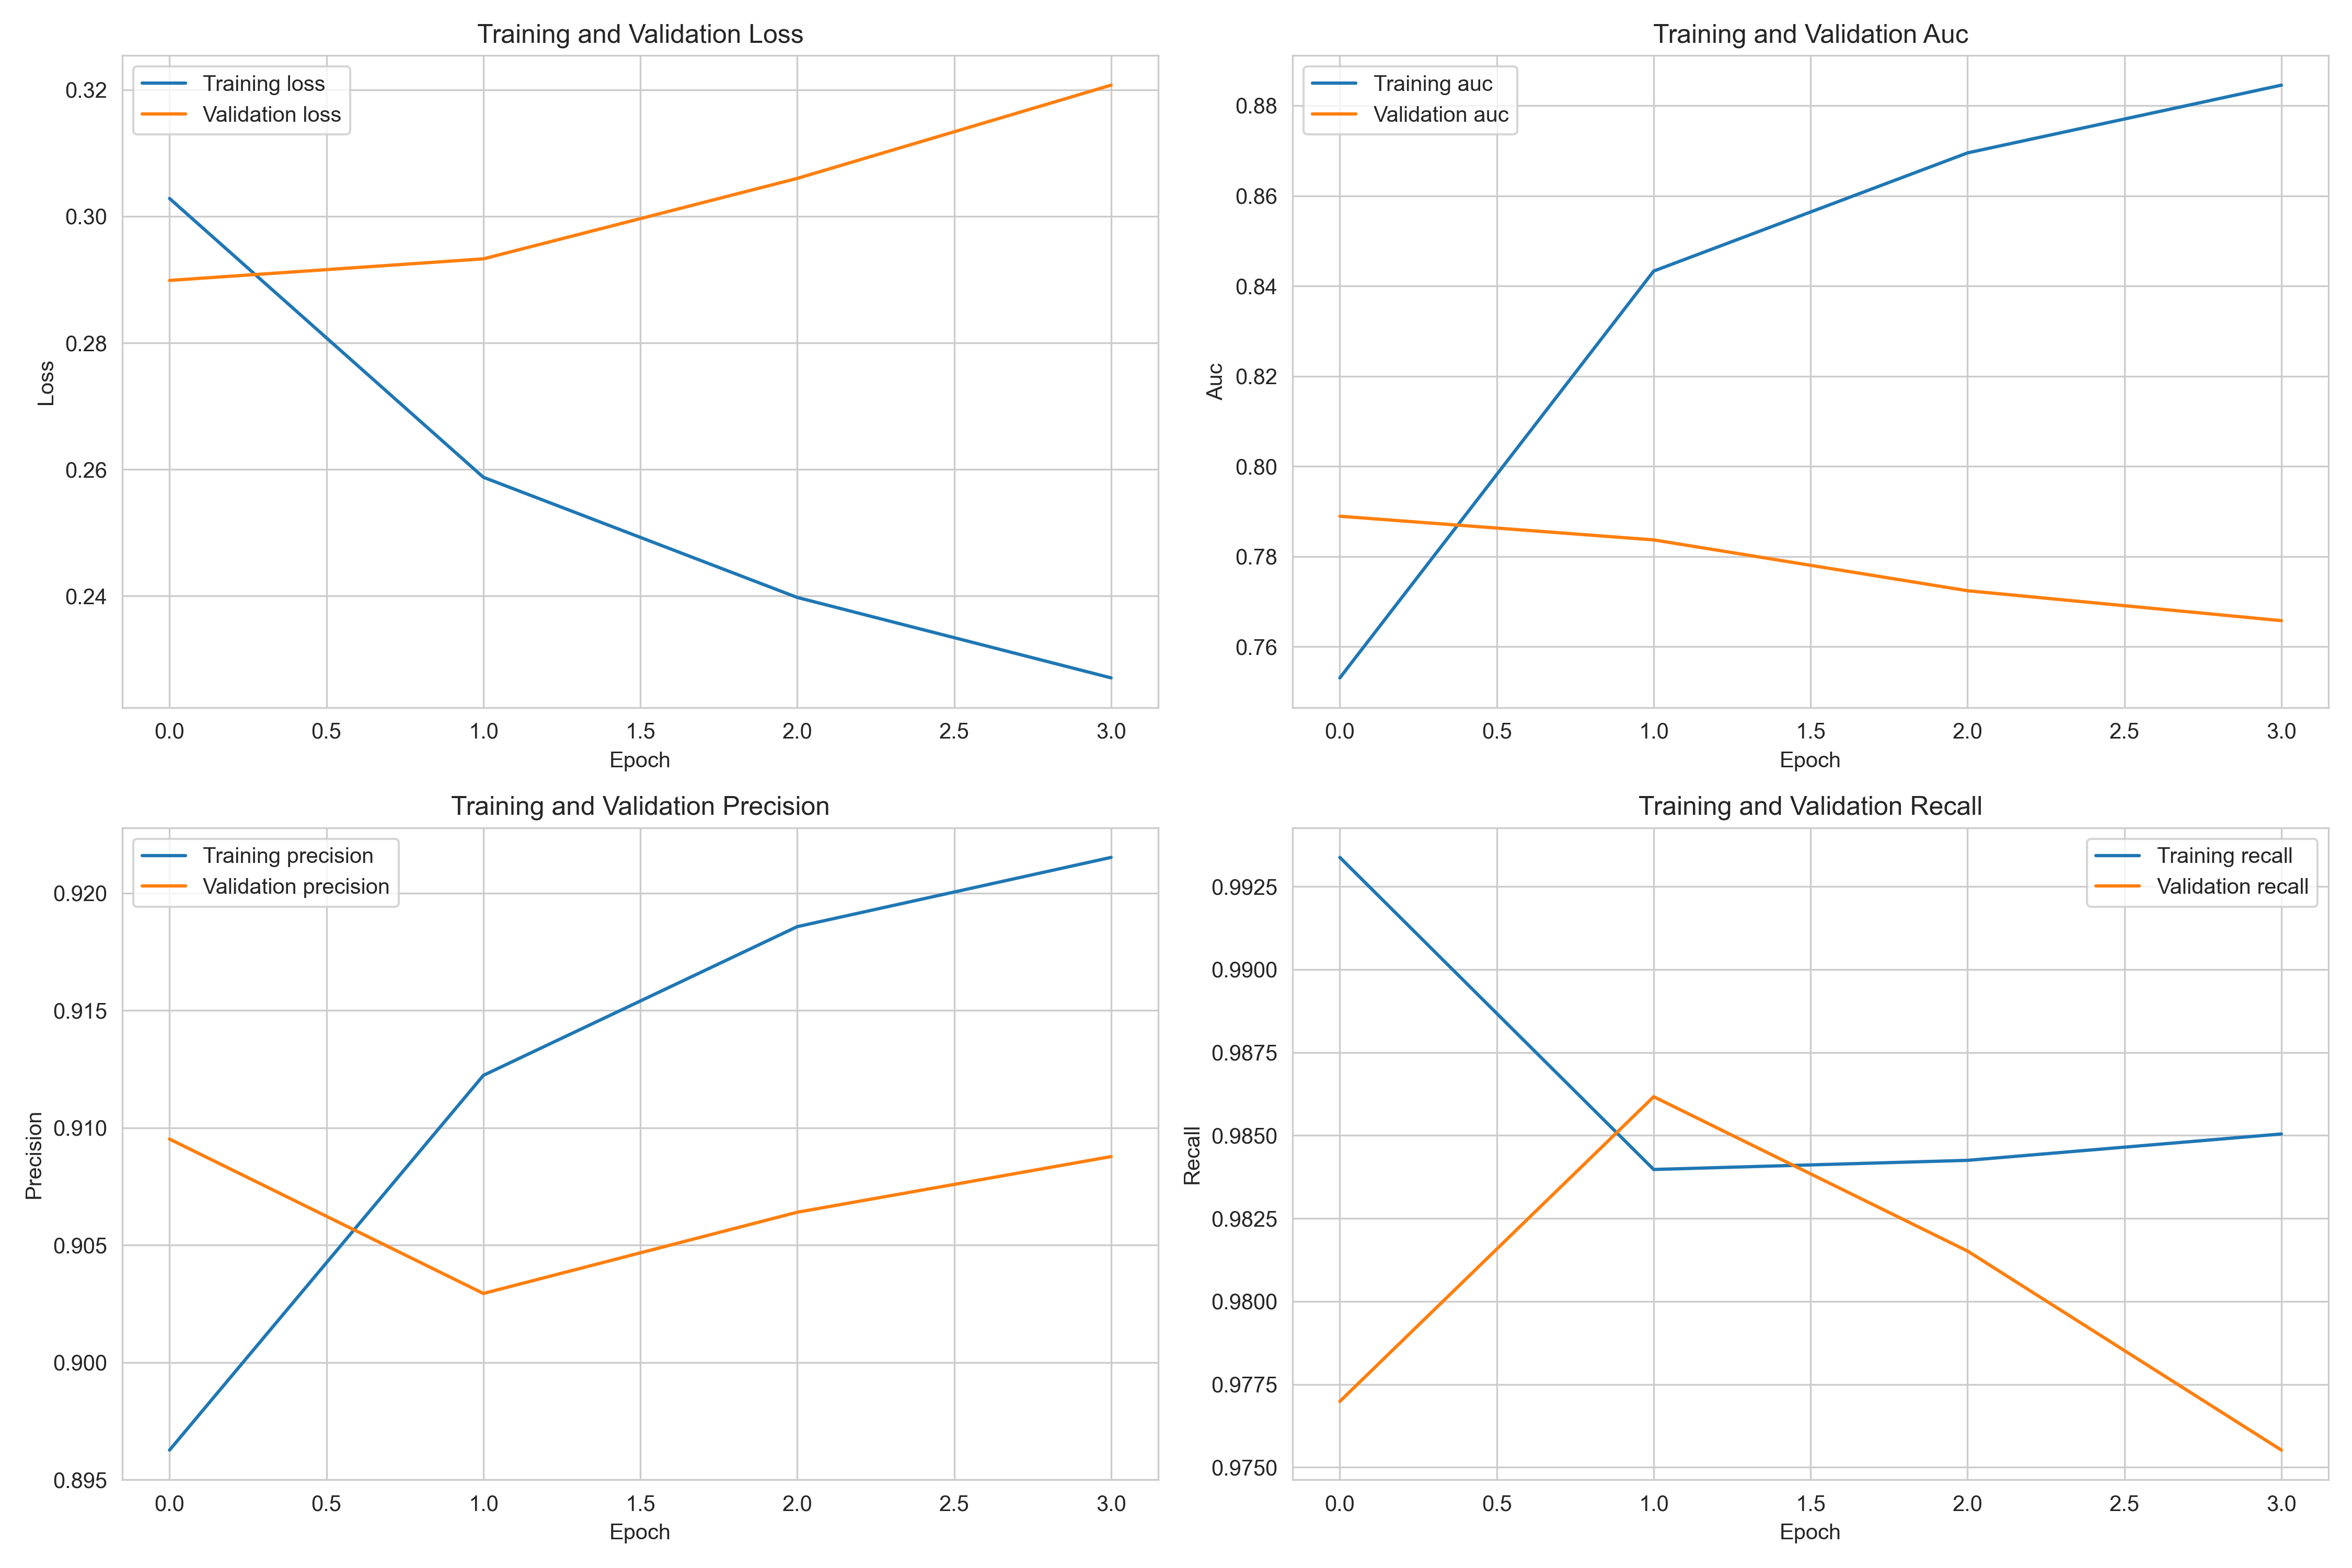 Training and Validation Loss
Training loss
Validation loss
0.32
0.30
0.28
0.26
0.24
Loss
0.0 0.5 1.0 1.5 2.0 2.5 3.0
Epoch
Training and Validation Auc
Training auc
Validation auc
0.88
0.86
0.84
0.82
0.80
0.78
0.76
Auc
0.0 0.5 1.0 1.5 2.0 2.5 3.0
Epoch
Training and Validation Precision
Training precision
Validation precision
0.920
0.915
0.910
0.905
0.900
0.895
Precision
0.0 0.5 1.0 1.5 2.0 2.5 3.0
Epoch
Training and Validation Recall
Training recall
Validation recall
0.9925
0.9900
0.9875
0.9850
0.9825
0.9800
0.9775
0.9750
Recall
0.0 0.5 1.0 1.5 2.0 2.5 3.0
Epoch